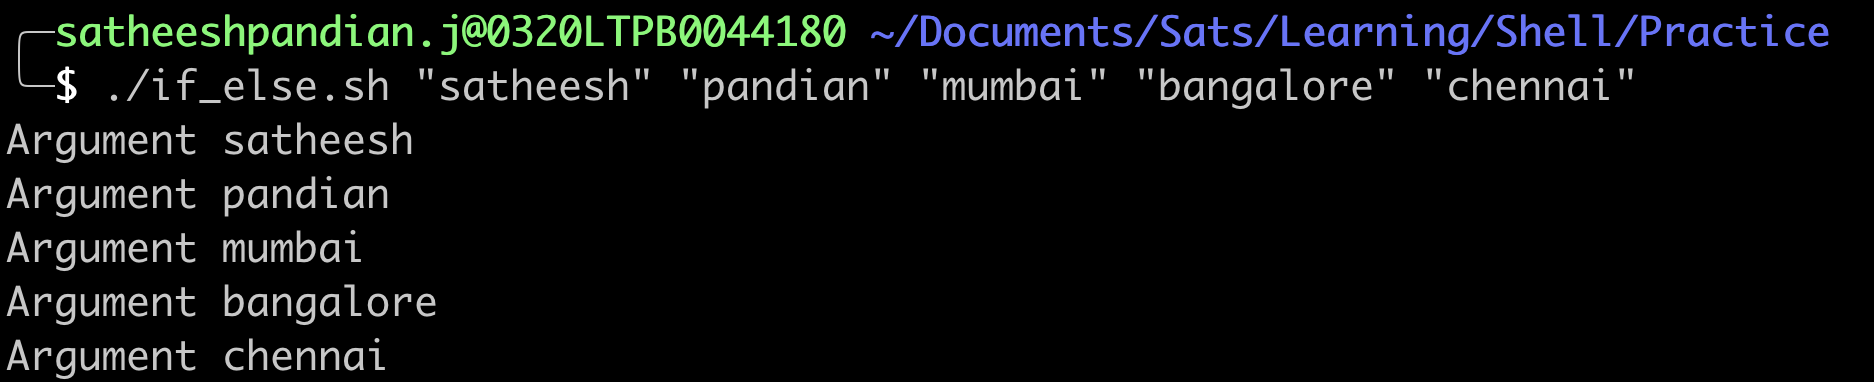 satheeshpandian.j@0320LTPB0044180 ~/Documents/Sats/Learning/Shell/Practice
$ ./if_else.sh "satheesh" "pandian" "mumbai" "bangalore" "chennai"
Argument satheesh
Argument pandian
Argument mumbai
Argument bangalore
Argument chennai